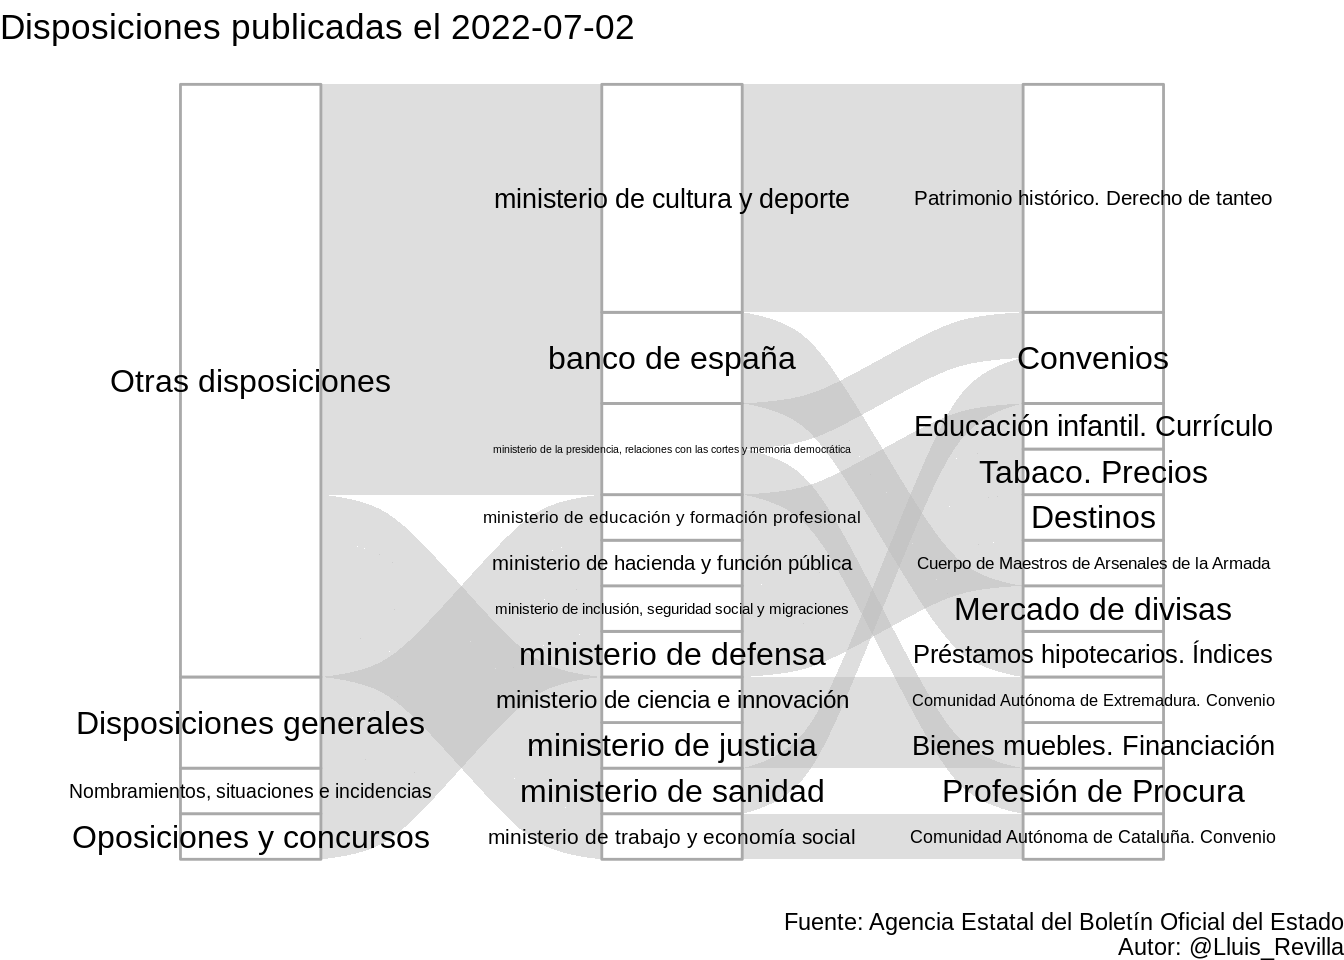 Disposiciones publicadas el 2022-07-02
Otras disposiciones
Disposiciones generales
Nombramientos, situaciones e incidencias
Oposiciones y concursos
ministerio de cultura y deporte
banco de españa
ministerio de la presidencia, relaciones con las cortes y memoria democrática
ministerio de educación y formación profesional
ministerio de hacienda y función pública
ministerio de inclusión, seguridad social y migraciones
ministerio de defensa
ministerio de ciencia e innovación
ministerio de justicia
ministerio de sanidad
ministerio de trabajo y economía social
Patrimonio histórico. Derecho de tanteo
Convenios
Educación infantil. Currículo
Tabaco. Precios
Destinos
Cuerpo de Maestros de Arsenales de la Armada
Mercado de divisas
Préstamos hipotecarios. Índices
Comunidad Autónoma de Extremadura. Convenio
Bienes muebles. Financiación
Profesión de Procura
Comunidad Autónoma de Cataluña. Convenio
Fuente: Agencia Estatal del Boletín Oficial del Estado
Autor: @Lluis_Revilla